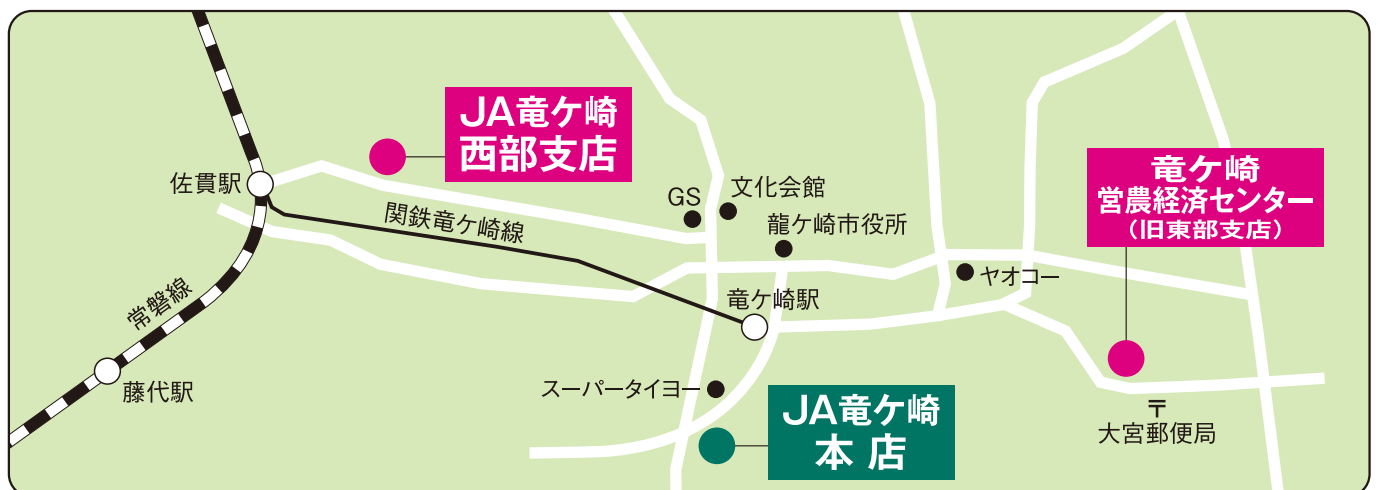 JA竜ケ崎
西部支店
竜ケ崎
営農経済センター
（旧東部支店）
佐貫駅
GS
文化会館
龍ケ崎市役所
関鉄竜ケ崎線
ヤオコー
竜ケ崎駅
常磐線
藤代駅
スーパータイヨー
JA竜ケ崎
本店
〒
大宮郵便局